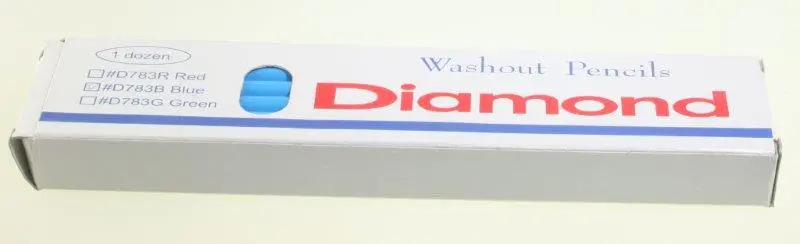 1 dozen
☐ #D783R Red
☑ #D783B Blue
☐ #D783G Green
Washout Pencils
Diamond